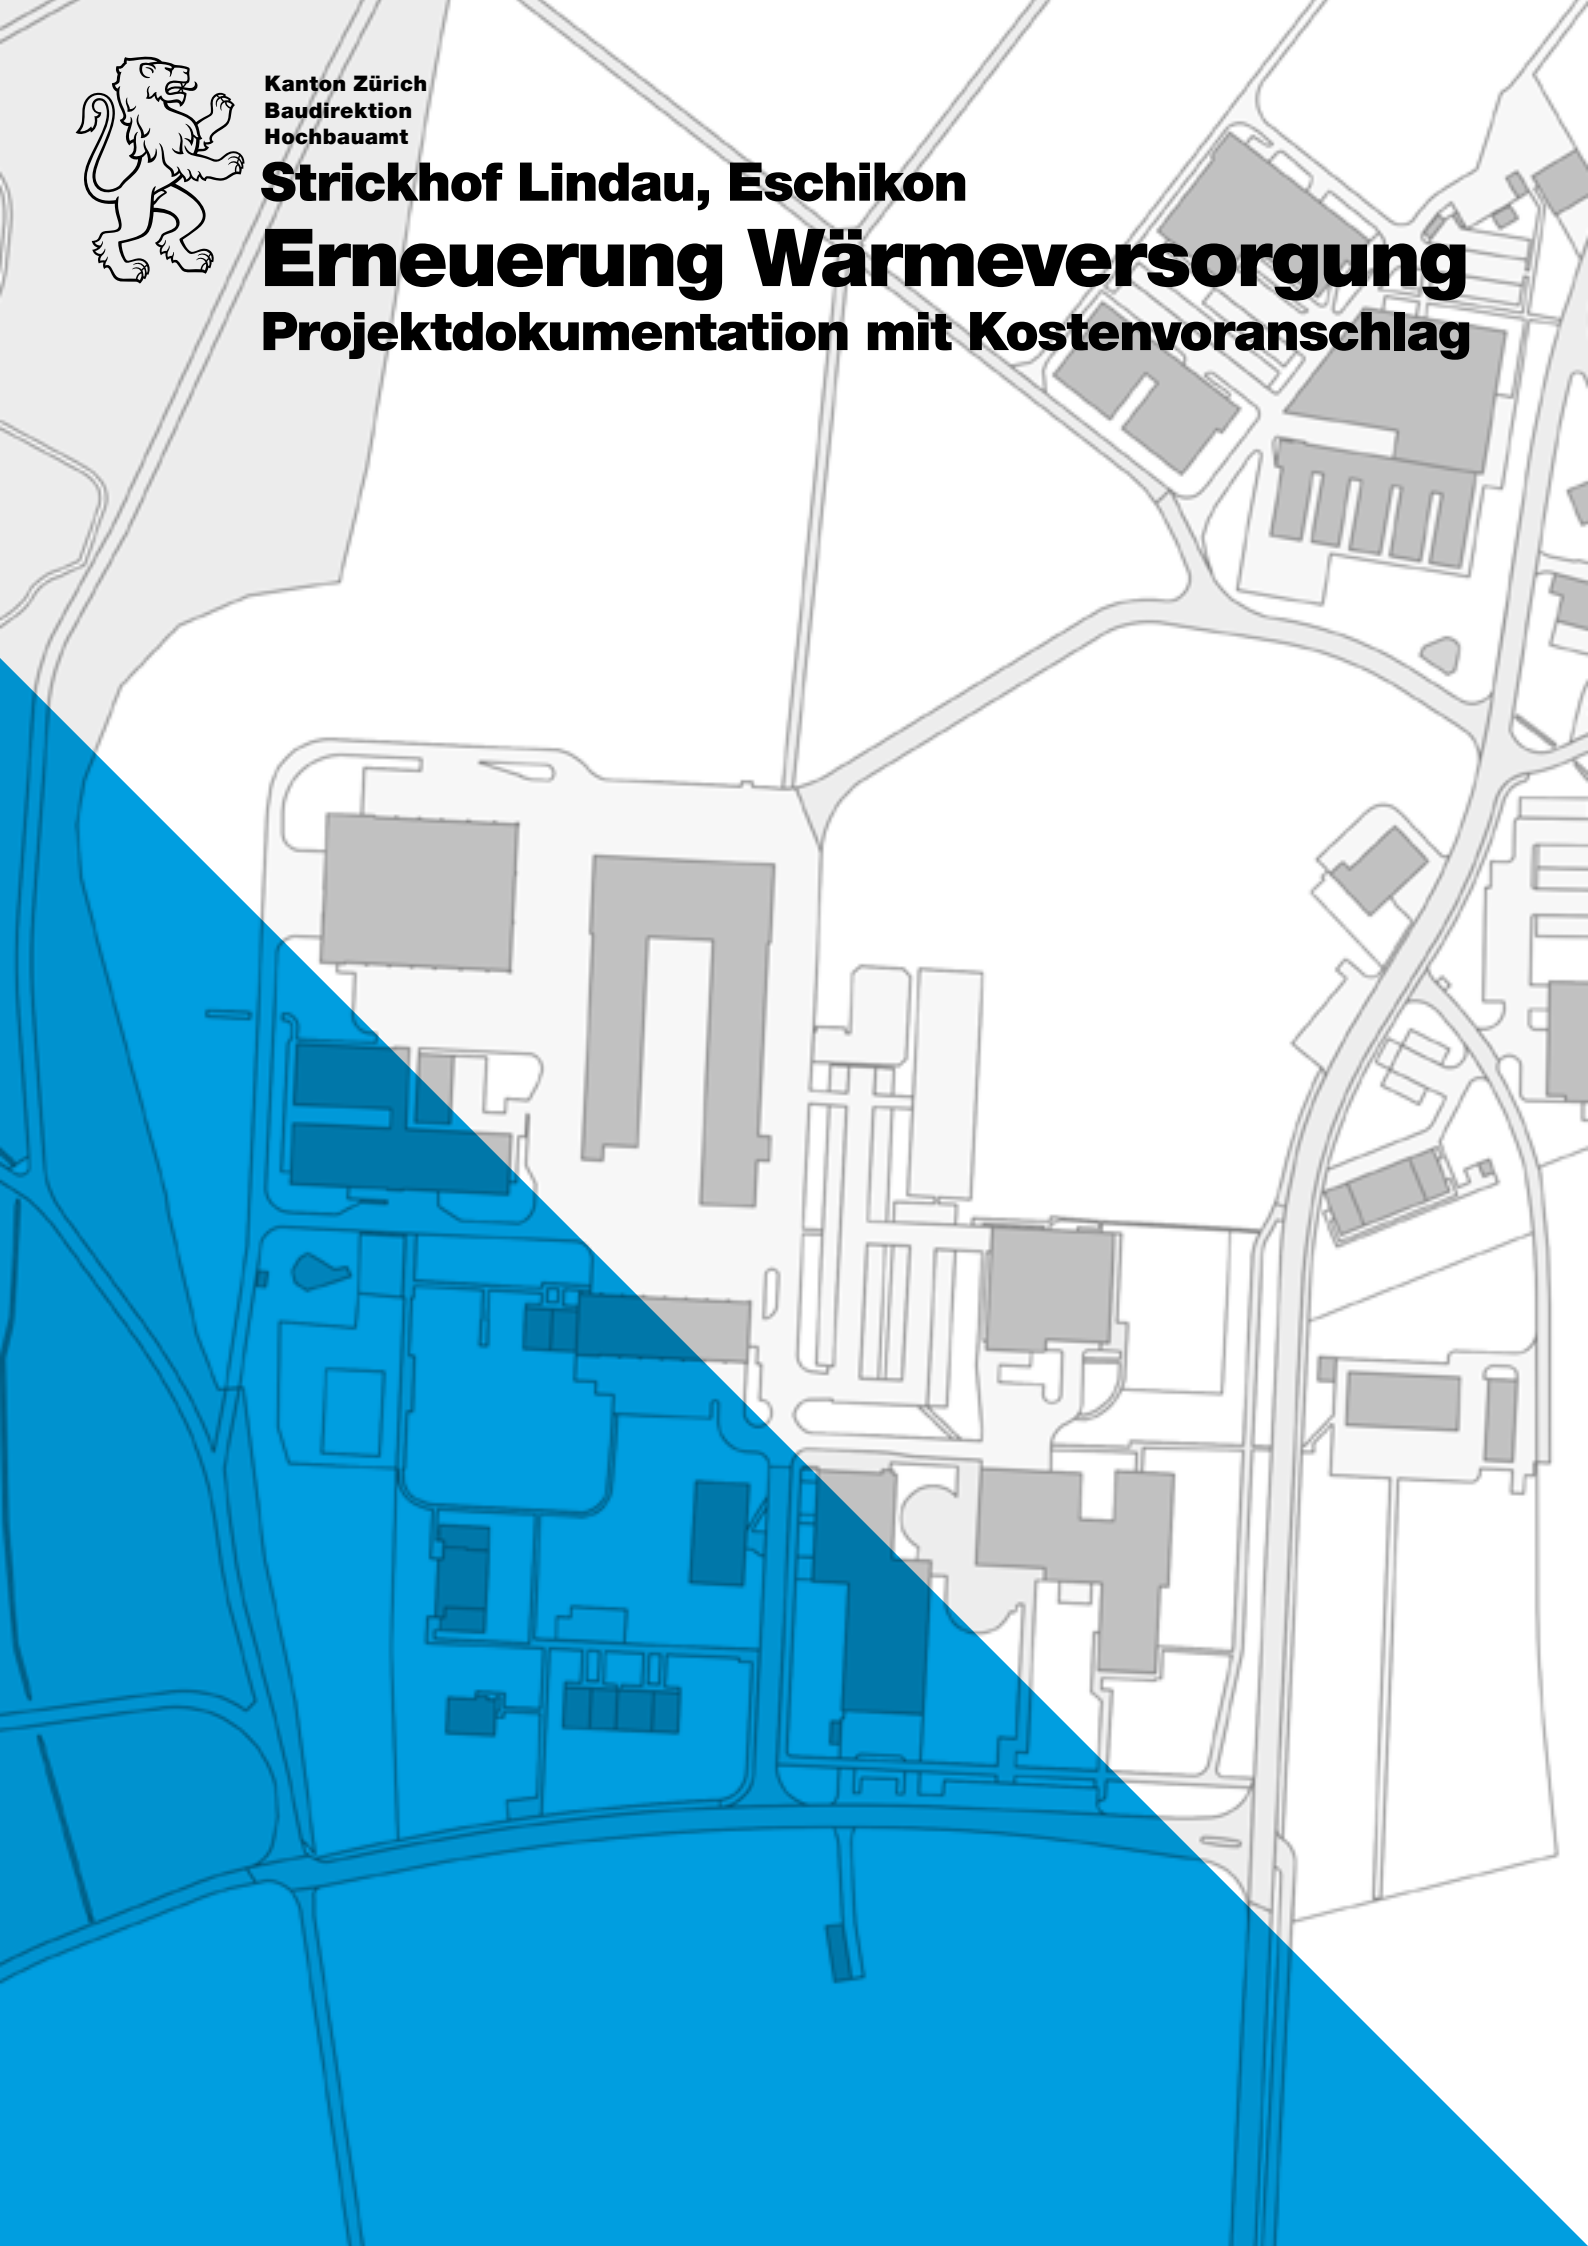 Kanton Zürich
Baudirektion
Hochbauamt
Strickhof Lindau, Eschikon
Erneuerung Wärmeversorgung
Projektdokumentation mit Kostenvoranschlag